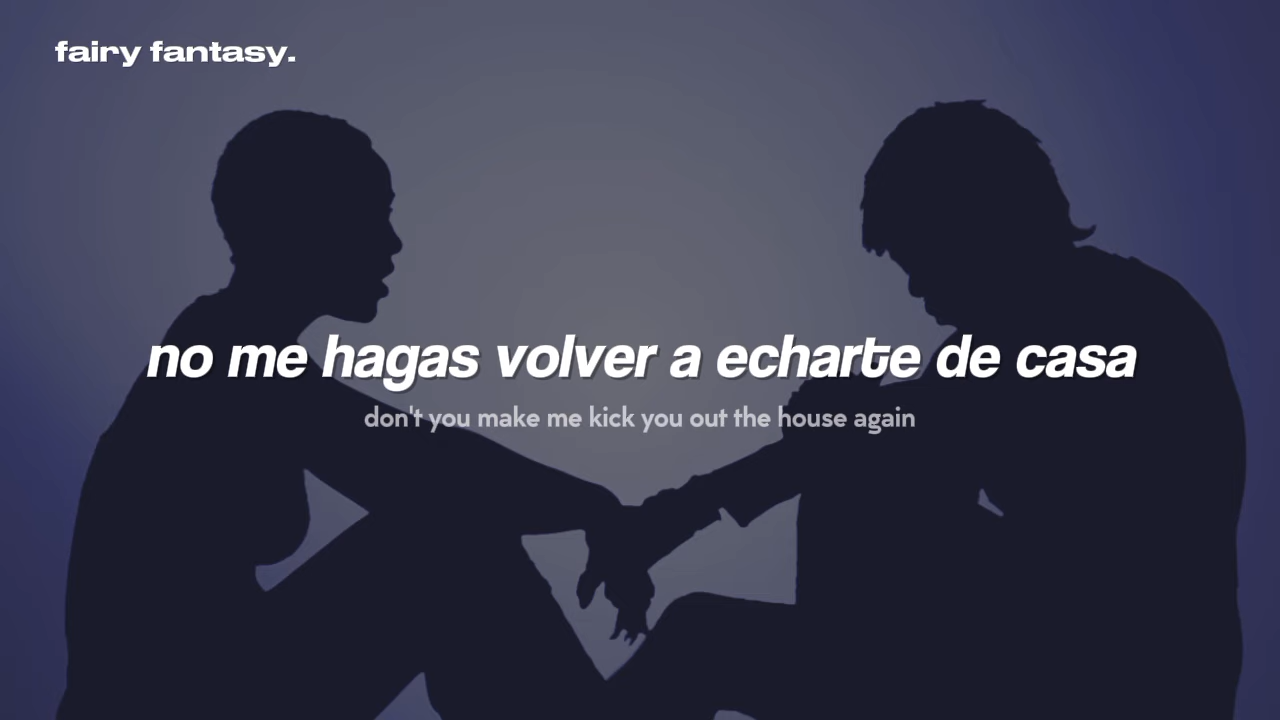 fairy fantasy.
no me hagas volver a echarte de casa
don't you make me kick you out the house again